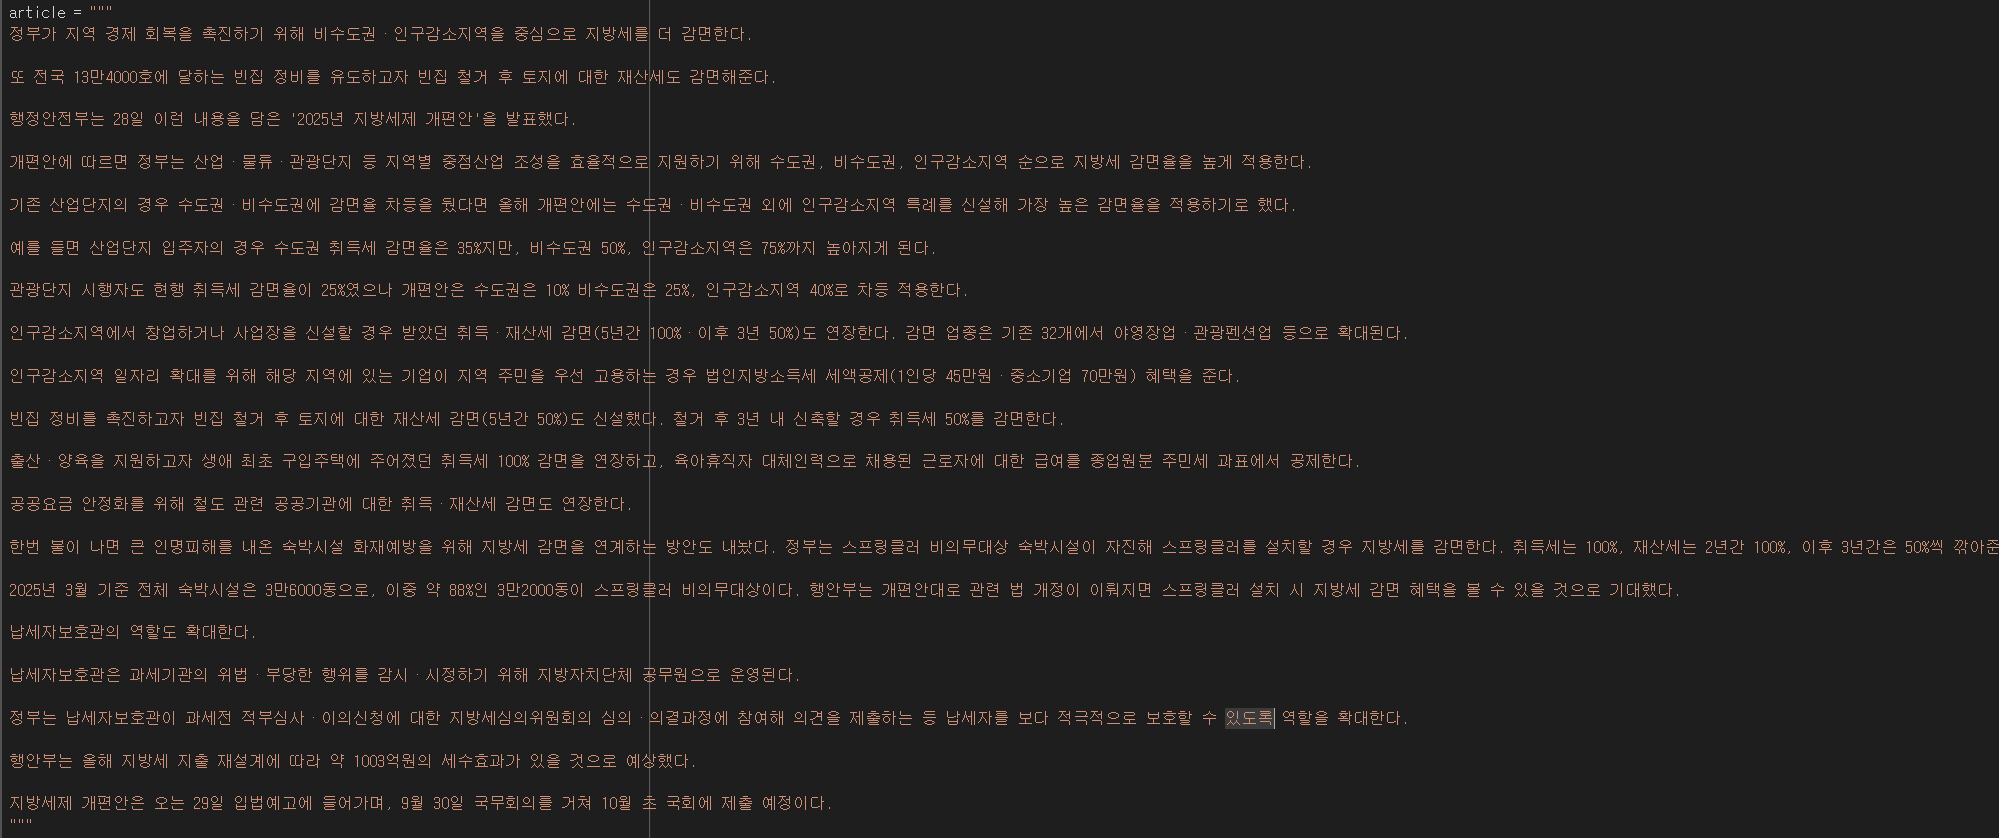 article = """
정부가 지역 경제 회복을 촉진하기 위해 비수도권·인구감소지역을 중심으로 지방세를 더 감면한다.
또 전국 13만4000호에 달하는 빈집 정비를 유도하고자 빈집 철거 후 토지에 대한 재산세도 감면해준다.
행정안전부는 28일 이런 내용을 담은 '2025년 지방세제 개편안'을 발표했다.
개편안에 따르면 정부는 산업·물류·관광단지 등 지역별 중점산업 조성을 효율적으로 지원하기 위해 수도권, 비수도권, 인구감소지역 순으로 지방세 감면율을 높게 적용한다.
기존 산업단지의 경우 수도권·비수도권에 감면율 차등을 뒀다면 올해 개편안에는 수도권·비수도권 외에 인구감소지역 특례를 신설해 가장 높은 감면율을 적용하기로 했다.
예를 들면 산업단지 입주자의 경우 수도권 취득세 감면율은 35%지만, 비수도권 50%, 인구감소지역은 75%까지 높아지게 된다.
관광단지 시행자도 현행 취득세 감면율이 25%였으나 개편안은 수도권은 10% 비수도권은 25%, 인구감소지역 40%로 차등 적용한다.
인구감소지역에서 창업하거나 사업장을 신설할 경우 받았던 취득·재산세 감면(5년간 100%·이후 3년 50%)도 연장한다. 감면 업종은 기존 32개에서 야영장업·관광펜션업 등으로 확대된다.
인구감소지역 일자리 확대를 위해 해당 지역에 있는 기업이 지역 주민을 우선 고용하는 경우 법인지방소득세 세액공제(1인당 45만원·중소기업 70만원) 혜택을 준다.
빈집 정비를 촉진하고자 빈집 철거 후 토지에 대한 재산세 감면(5년간 50%)도 신설했다. 철거 후 3년 내 신축할 경우 취득세 50%를 감면한다.
출산·양육을 지원하고자 생애 최초 구입주택에 주어졌던 취득세 100% 감면을 연장하고, 육아휴직자 대체인력으로 채용된 근로자에 대한 급여를 종업원분 주민세 과표에서 공제한다.
공공요금 안정화를 위해 철도 관련 공공기관에 대한 취득·재산세 감면도 연장한다.
한번 불이 나면 큰 인명피해를 내온 숙박시설 화재예방을 위해 지방세 감면을 연계하는 방안도 내놨다. 정부는 스프링클러 비의무대상 숙박시설이 자진해 스프링클러를 설치할 경우 지방세를 감면한다. 취득세는 100%, 재산세는 2년간 100%, 이후 3년간은 50%씩 깎아준
2025년 3월 기준 전체 숙박시설은 3만6000동으로, 이중 약 88%인 3만2000동이 스프링클러 비의무대상이다. 행안부는 개편안대로 관련 법 개정이 이뤄지면 스프링클러 설치 시 지방세 감면 혜택을 볼 수 있을 것으로 기대했다.
납세자보호관의 역할도 확대한다.
납세자보호관은 과세기관의 위법·부당한 행위를 감시·시정하기 위해 지방자치단체 공무원으로 운영된다.
정부는 납세자보호관이 과세전 적부심사·이의신청에 대한 지방세심의위원회의 심의·의결과정에 참여해 의견을 제출하는 등 납세자를 보다 적극적으로 보호할 수 있도록 역할을 확대한다.
행안부는 올해 지방세 지출 재설계에 따라 약 1003억원의 세수효과가 있을 것으로 예상했다.
지방세제 개편안은 오는 29일 입법예고에 들어가며, 9월 30일 국무회의를 거쳐 10월 초 국회에 제출 예정이다.
"""